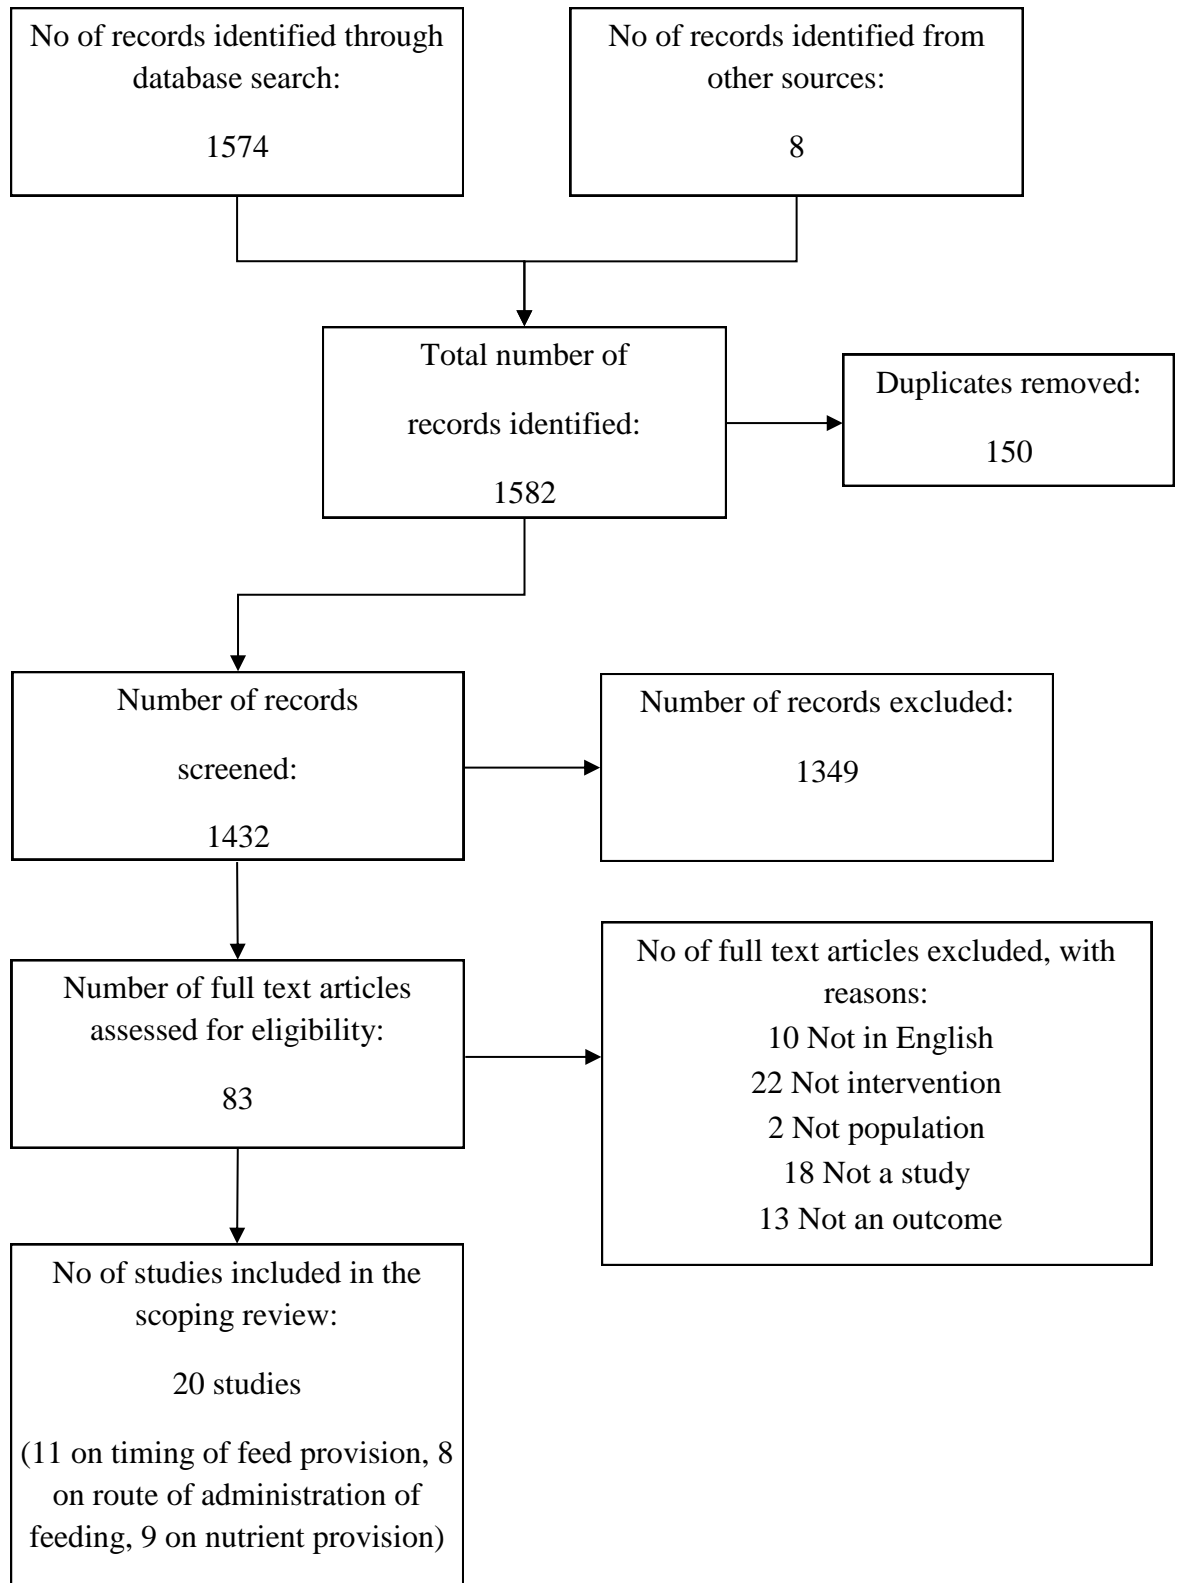 No of records identified through
database search:
1574
No of records identified from
other sources:
8
Total number of
records identified:
1582
Duplicates removed:
150
Number of records
screened:
1432
Number of records excluded:
1349
Number of full text articles
assessed for eligibility:
83
No of full text articles excluded, with
reasons:
10 Not in English
22 Not intervention
2 Not population
18 Not a study
13 Not an outcome
No of studies included in the
scoping review:
20 studies
(11 on timing of feed provision, 8
on route of administration of
feeding, 9 on nutrient provision)